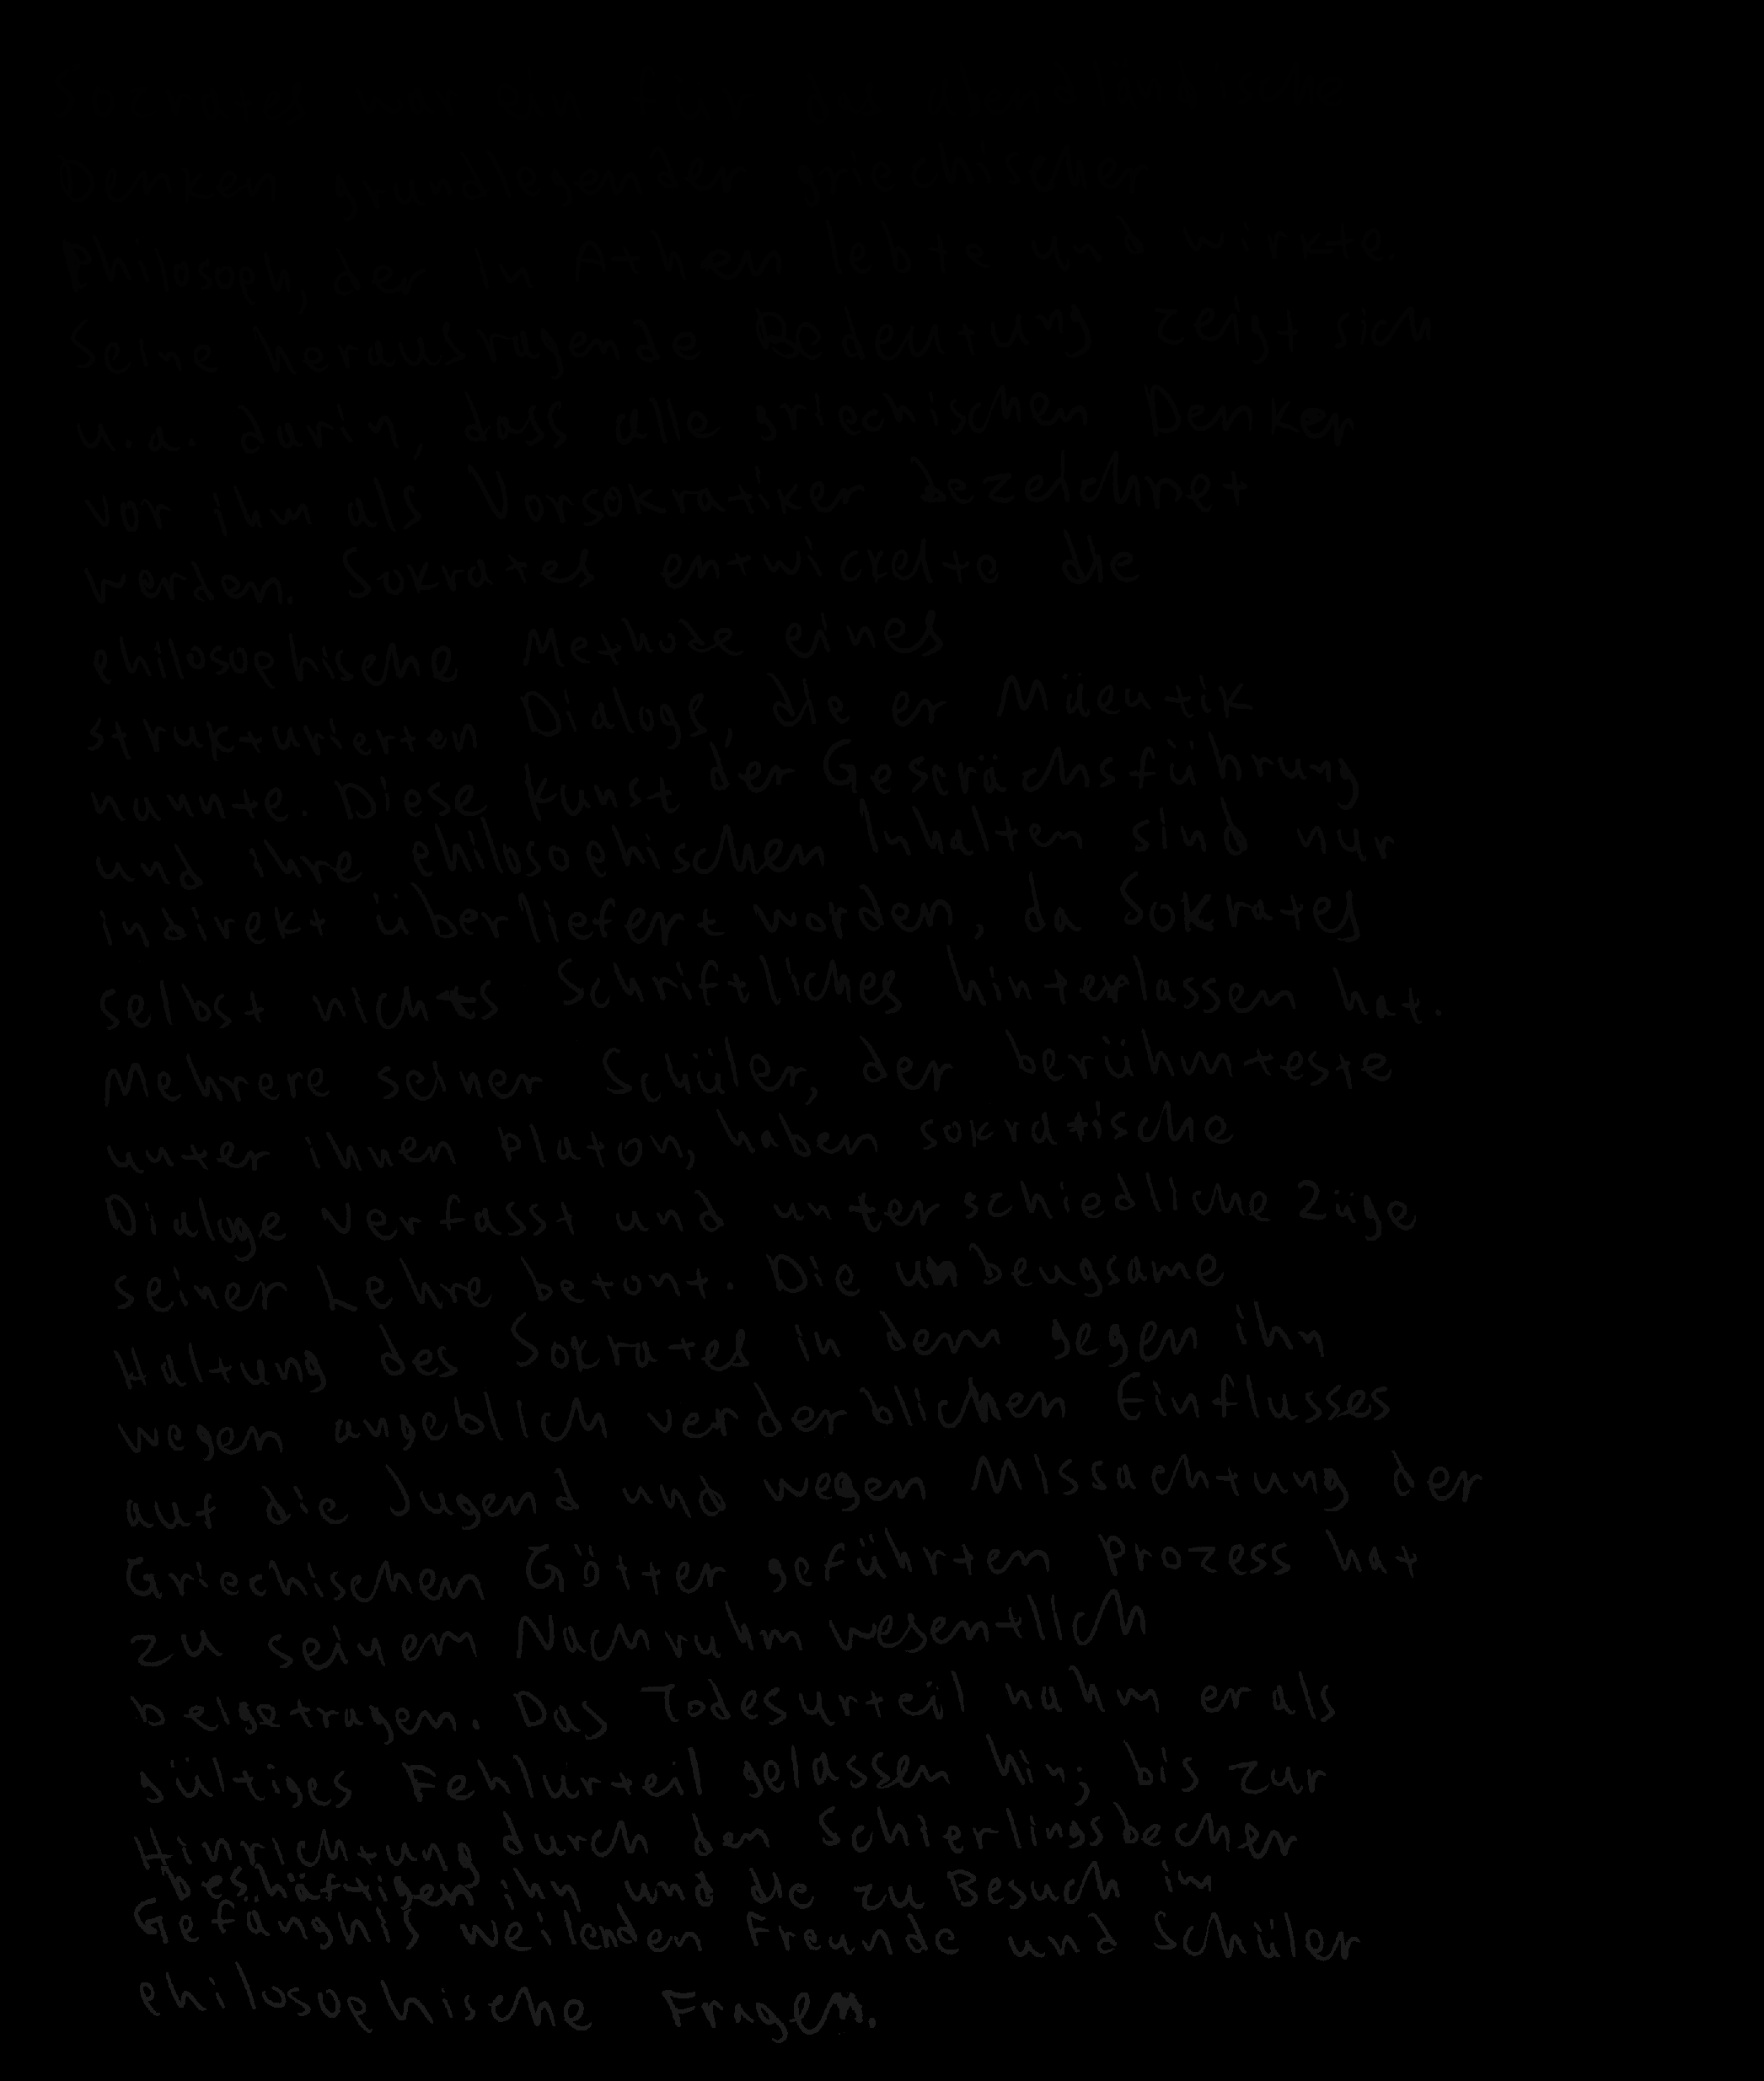 Denken grundlegender griechischer
Philosoph, der in Athen lebte und wirkte.
Seine herausragende Bedeutung zeigt sich
u.a. darin, dass alle griechischen Denker
vor ihm als Vorsokratiker bezeichnet
werden. Sokrates entwickelte die
philosophische Methode eines
strukturierten Dialogs, die er Mäeutik
nannte. Diese Kunst der Gesprächsführung
und ihre philosophischen Inhalten sind nur
indirekt überliefert worden, da Sokrates
selbst nichts Schriftliches hinterlassen hat.
Mehrere seiner Schüler, der berühmteste
unter ihnen Platon, haben sokratische
Dialoge verfasst und unterschiedliche Züge
seiner Lehre betont. Die unbeugsame
Haltung des Sokrates in dem gegen ihn
wegen angeblich verderblichen Einflusses
auf die Jugend und wegen Missachtung der
Griechischen Götter geführten Prozess hat
zu seinem Nachruhm wesentlich
beigetragen. Das Todesurteil nahm er als
gültiges Fehlurteil gelassen hin; bis zur
Hinrichtung durch den Schierlingsbecher
beschäftigen ihn und die zu Besuch im
Gefängnis weilenden Freunde und Schüler
philosophische Fragen.